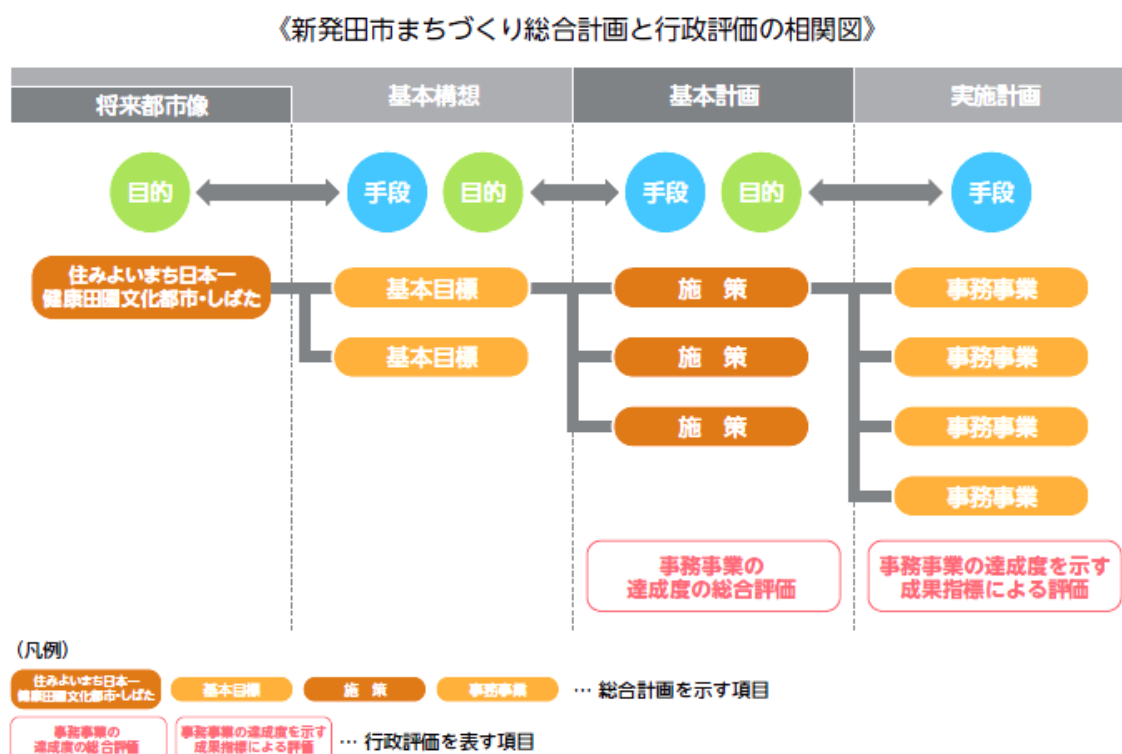 《新発田市まちづくり総合計画と行政評価の相関図》
将来都市像
基本構想
基本計画
実施計画
目的
手段
目的
手段
目的
手段
住みよいまち日本一
健康田園文化都市・しばた
基本目標
施　策
事務事業
基本目標
施　策
事務事業
施　策
事務事業
事務事業
事務事業の
達成度の総合評価
事務事業の達成度を示す
成果指標による評価
(凡例)
住みよいまち日本一
健康田園文化都市・しばた
基本目標
施　策
事務事業
… 総合計画を示す項目
事務事業の
達成度の総合評価
事務事業の達成度を示す
成果指標による評価
… 行政評価を表す項目